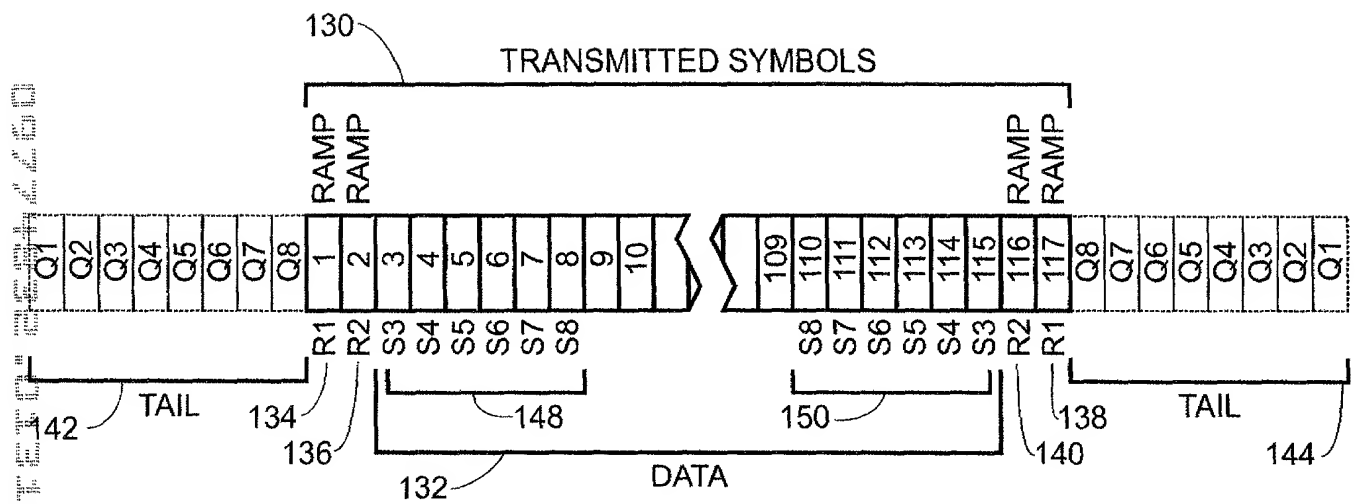 130
TRANSMITTED SYMBOLS
RAMP RAMP RAMP RAMP
Q1 Q2 Q3 Q4 Q5 Q6 Q7 Q8 1 2 3 4 5 6 7 8 9 10 109 110 111 112 113 114 115 116 117 Q8 Q7 Q6 Q5 Q4 Q3 Q2 Q1
R1 R2 S3 S4 S5 S6 S7 S8 S8 S7 S6 S5 S4 S3 R2 R1
142 TAIL 134 136 148 150 138 140 TAIL 144
132 DATA